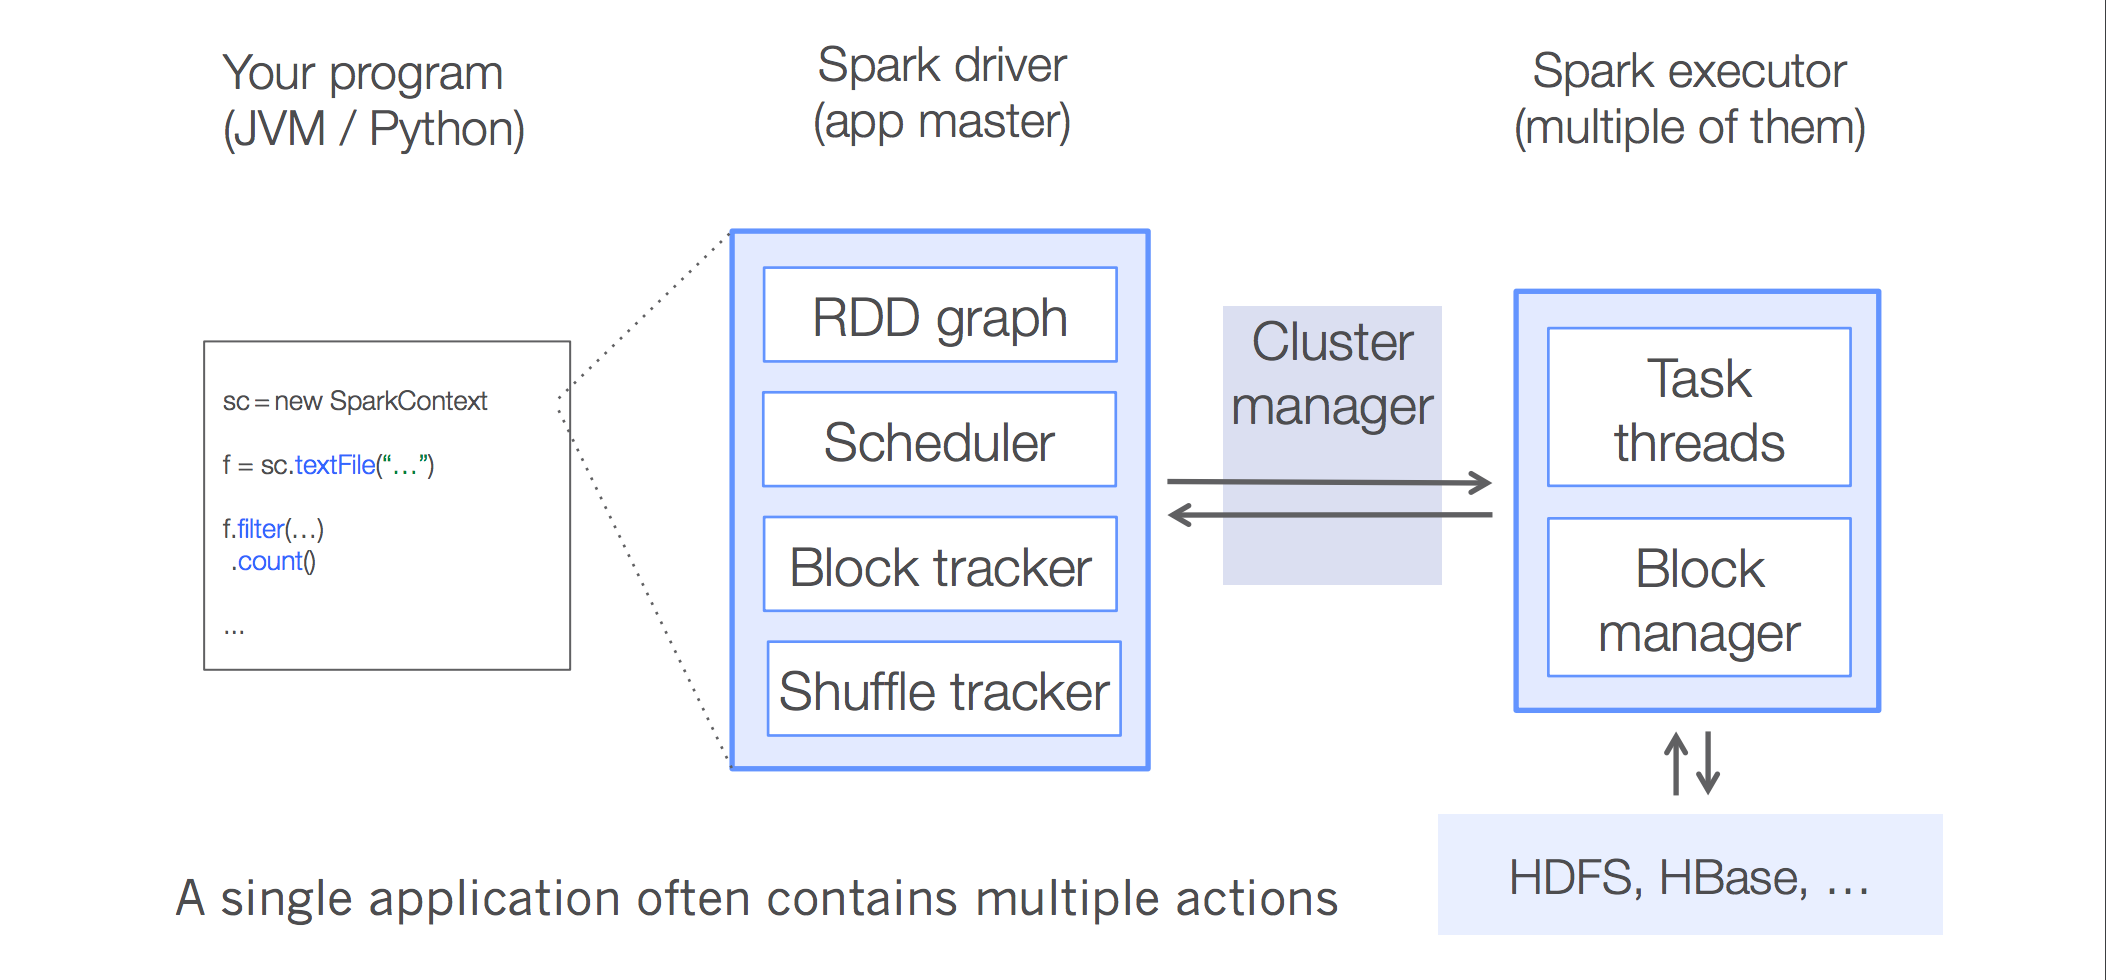 Your program
(JVM / Python)
Spark driver
(app master)
Spark executor
(multiple of them)
sc = new SparkContext
f = sc.textFile(“…”)
f.filter(…)
.count()
...
RDD graph
Scheduler
Block tracker
Shuffle tracker
Cluster
manager
Task
threads
Block
manager
HDFS, HBase, …
A single application often contains multiple actions